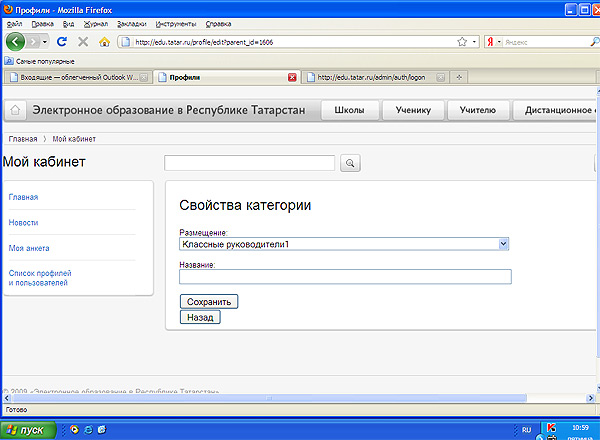 Профили - Mozilla Firefox
Файл Правка Вид Журнал Закладки Инструменты Справка
http://edu.tatar.ru/profile/edit?parent_id=1606
Я Яндекс
Самые популярные
Входящие — облегченный Outlook W... Профили http://edu.tatar.ru/admin/auth/logon
Электронное образование в Республике Татарстан Школы Ученику Учителю Дистанционное
Главная > Мой кабинет
Мой кабинет
Главная
Новости
Моя анкета
Список профилей
и пользователей
Свойства категории
Размещение:
Классные руководители1
Название:
Сохранить
Назад
© 2009 «Электронное образование в Республике Татарстан»
Готово
пуск RU 10:59